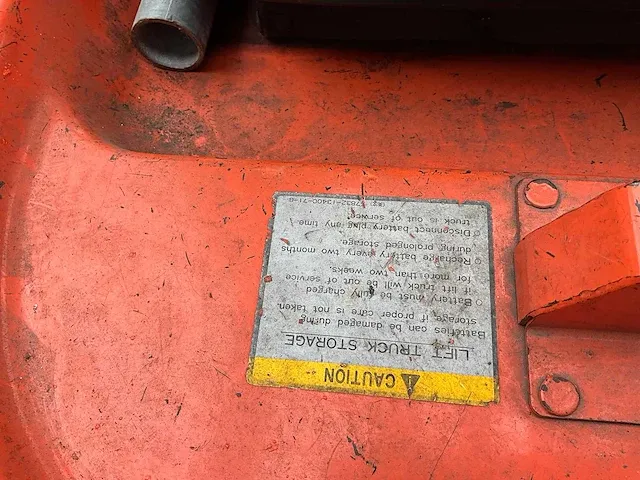 CAUTION
LIFT TRUCK STORAGE
Batteries can be damaged during
storage, if proper care is not taken.
○ Battery must be fully charged
if lift truck will be out of service
for more than two weeks.
○ Recharge battery every two months
during prolonged storage.
○ Disconnect battery plug any time
truck is out of service.